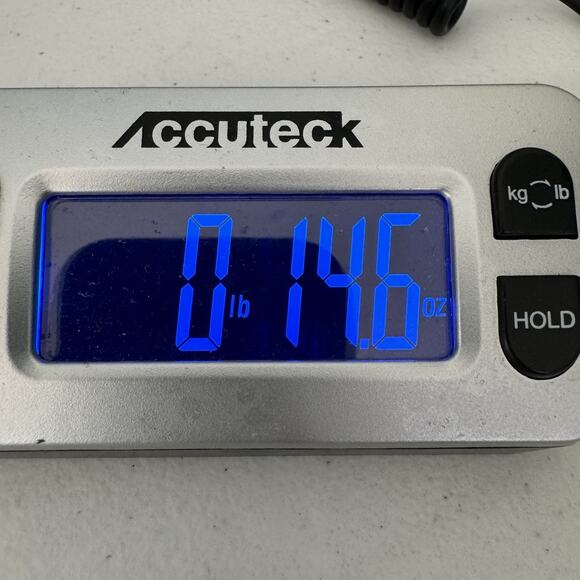 Accuteck
kg lb
0 lb 14.6 oz
HOLD